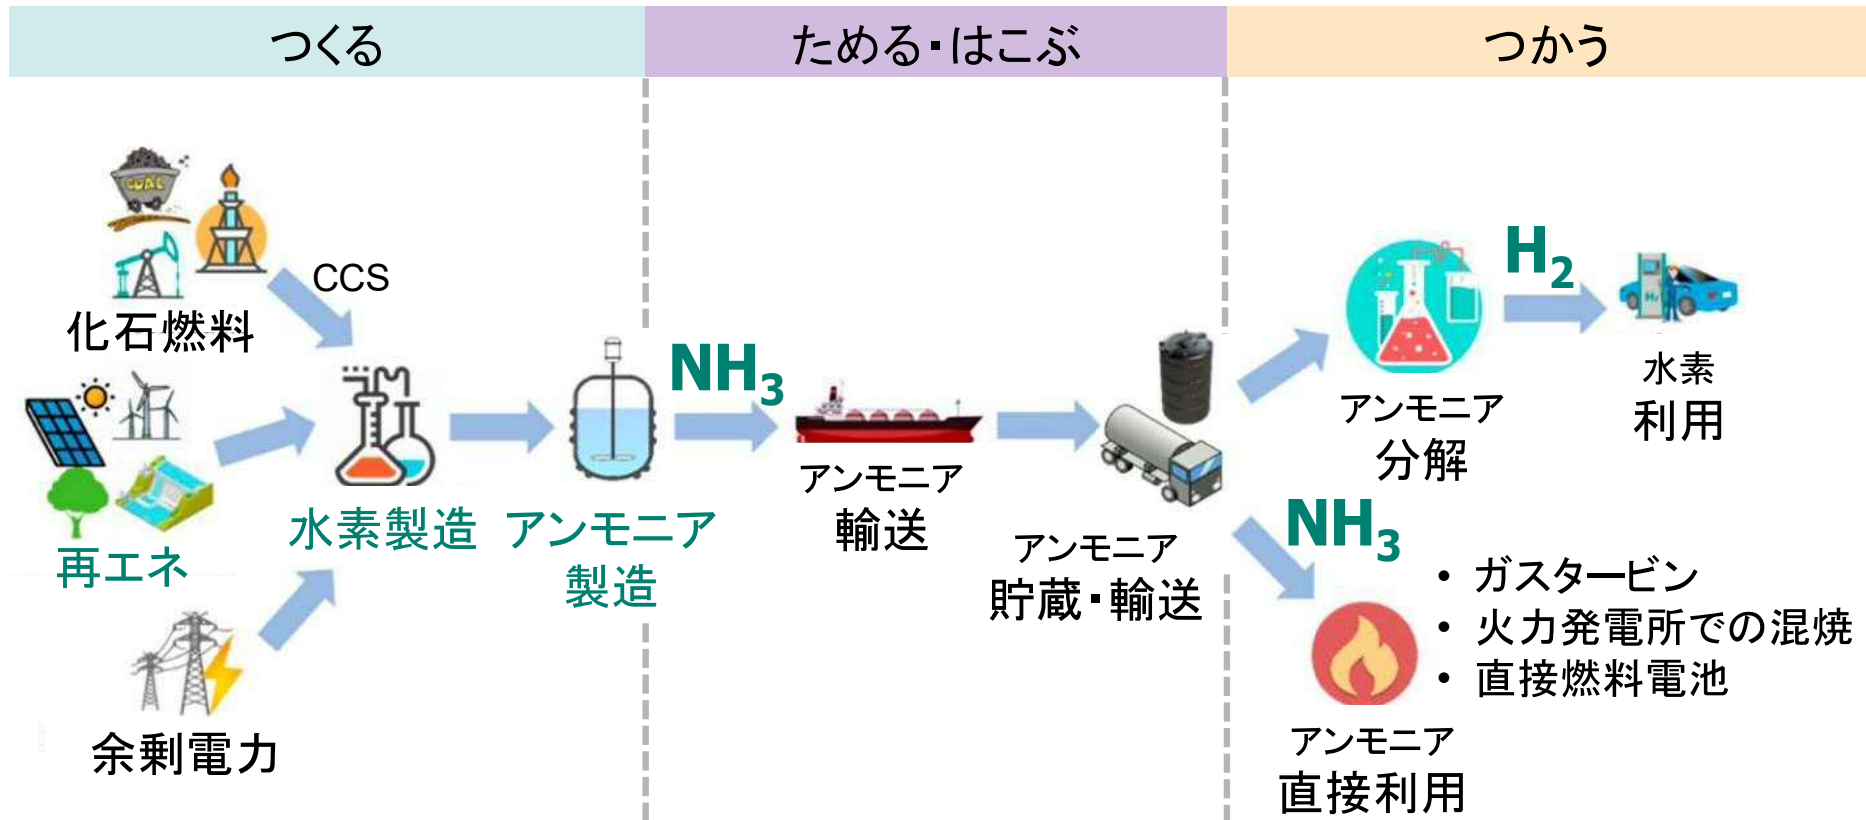 つくる
ためる・はこぶ
つかう
COAL
CCS
化石燃料
再エネ
余剰電力
水素製造
アンモニア
製造
NH3
アンモニア
輸送
アンモニア
貯蔵・輸送
アンモニア
分解
H2
H2
水素
利用
NH3
• ガスタービン
• 火力発電所での混焼
• 直接燃料電池
アンモニア
直接利用